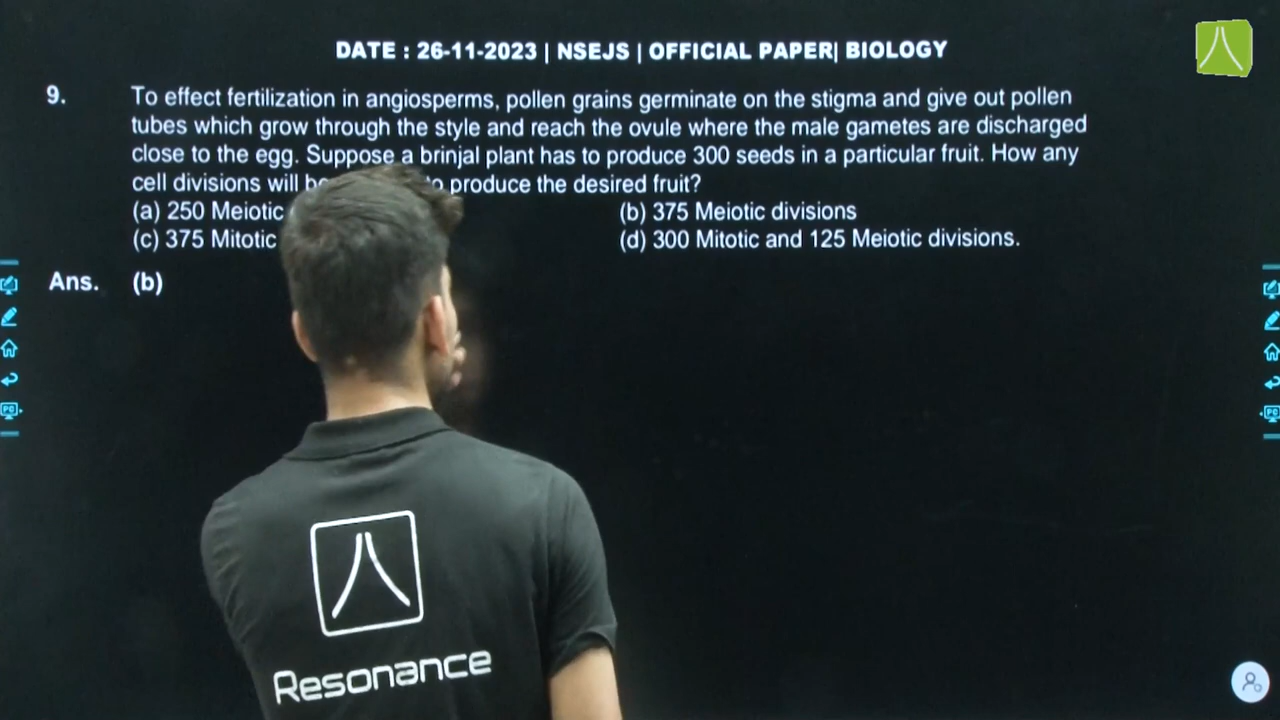 DATE : 26-11-2023 | NSEJS | OFFICIAL PAPER| BIOLOGY
9. To effect fertilization in angiosperms, pollen grains germinate on the stigma and give out pollen
tubes which grow through the style and reach the ovule where the male gametes are discharged
close to the egg. Suppose a brinjal plant has to produce 300 seeds in a particular fruit. How any
cell divisions will produce the desired fruit?
(a) 250 Meiotic (b) 375 Meiotic divisions
(c) 375 Mitotic (d) 300 Mitotic and 125 Meiotic divisions.
Ans. (b)
Resonance
PC
PC